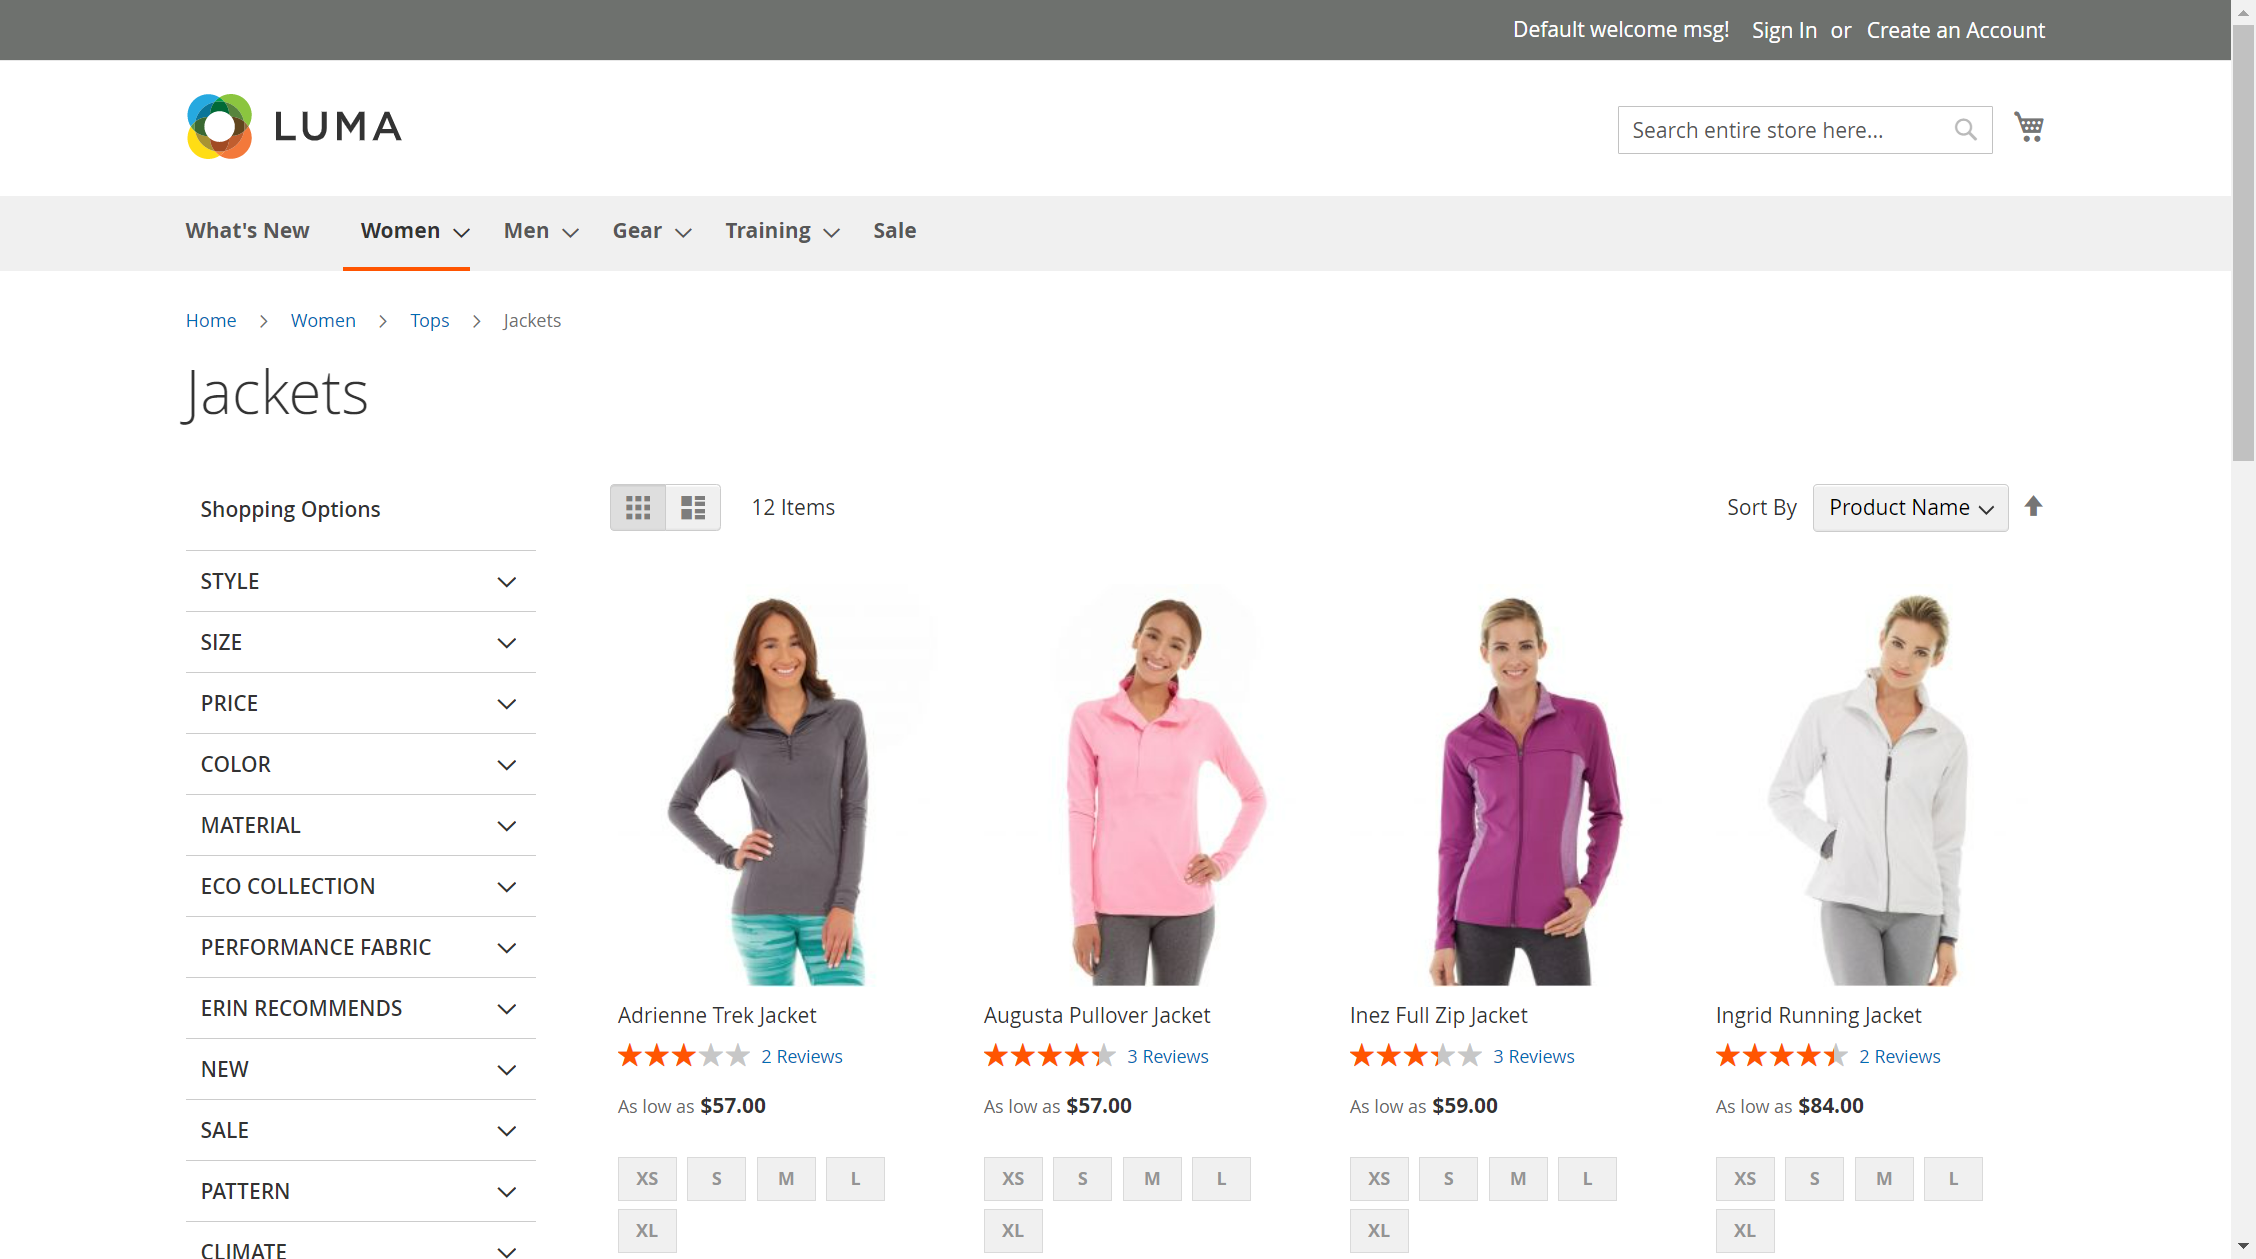 Default welcome msg! Sign In or Create an Account
LUMA
Search entire store here...
What's New Women Men Gear Training Sale
Home Women Tops Jackets
Jackets
Shopping Options
STYLE
SIZE
PRICE
COLOR
MATERIAL
ECO COLLECTION
PERFORMANCE FABRIC
ERIN RECOMMENDS
NEW
SALE
PATTERN
CLIMATE
12 Items
Sort By Product Name
Adrienne Trek Jacket
2 Reviews
As low as $57.00
XS S M L
XL
Augusta Pullover Jacket
3 Reviews
As low as $57.00
XS S M L
XL
Inez Full Zip Jacket
3 Reviews
As low as $59.00
XS S M L
XL
Ingrid Running Jacket
2 Reviews
As low as $84.00
XS S M L
XL